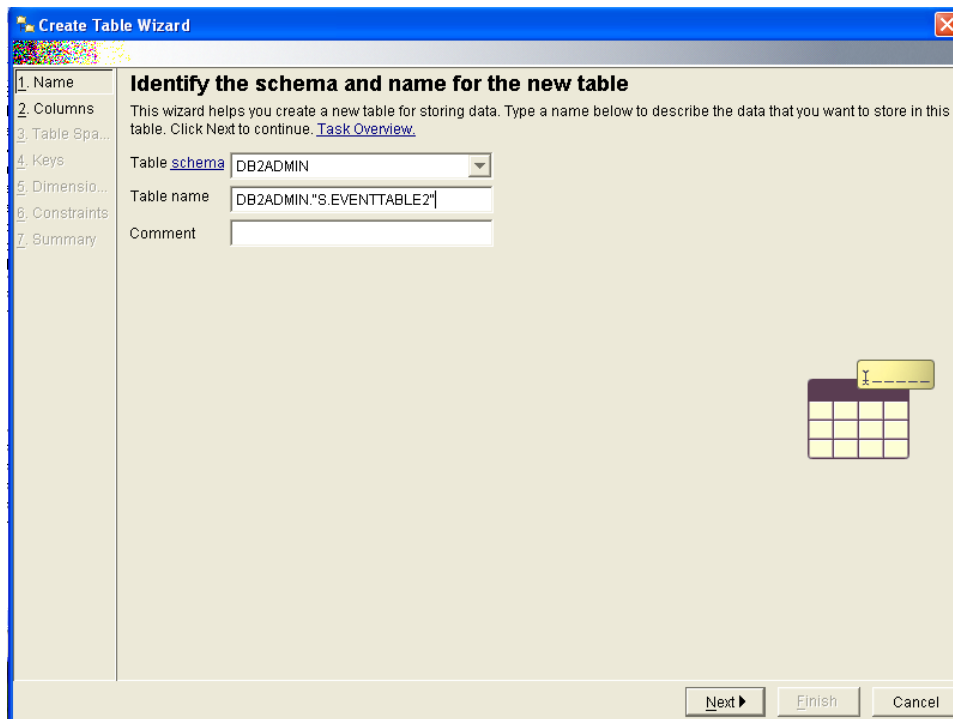 Create Table Wizard
1. Name
2. Columns
3. Table Spa...
4. Keys
5. Dimensio...
6. Constraints
7. Summary
Identify the schema and name for the new table
This wizard helps you create a new table for storing data. Type a name below to describe the data that you want to store in this
table. Click Next to continue. Task Overview.
Table schema DB2ADMIN
Table name DB2ADMIN."S.EVENTTABLE2"
Comment
Next Finish Cancel